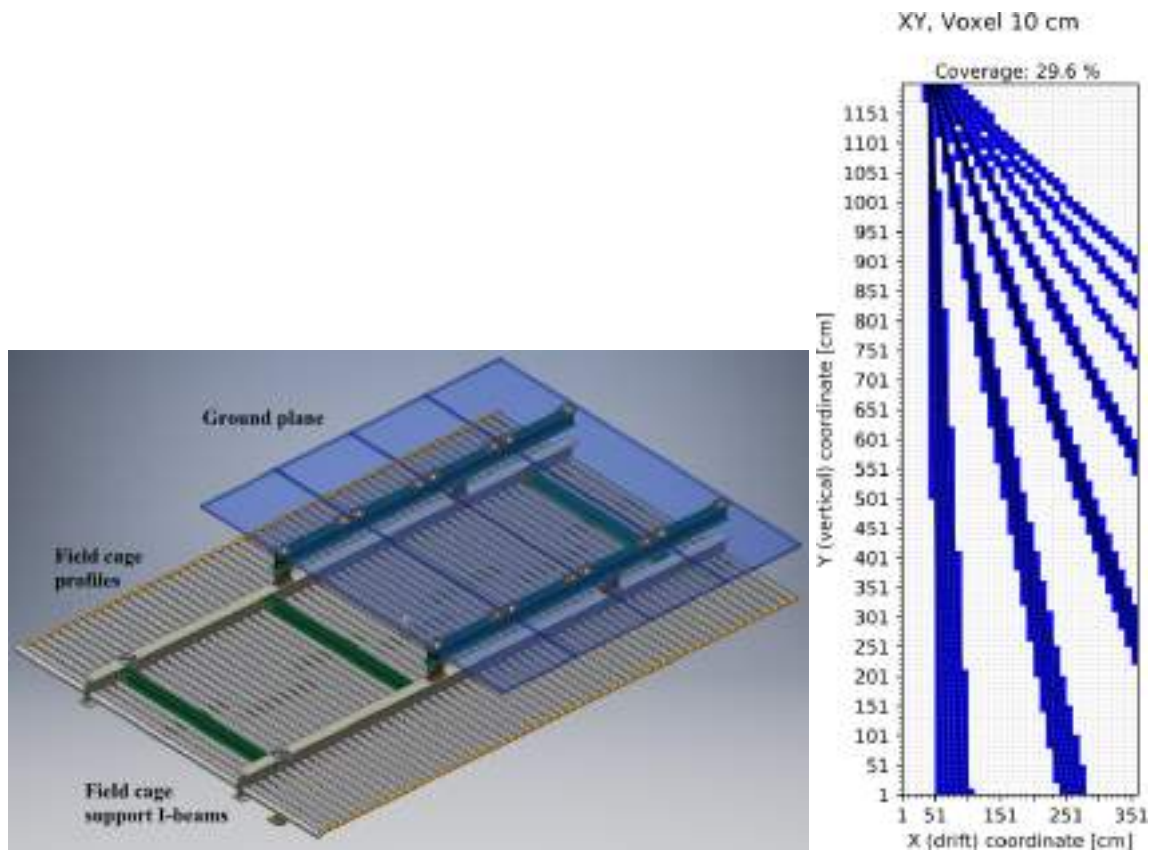 Ground plane
Field cage
profiles
Field cage
support I-beams
XY, Voxel 10 cm
Coverage: 29.6 %
Y (vertical) coordinate [cm]
1151
1101
1051
1001
951
901
851
801
751
701
651
601
551
501
451
401
351
301
251
201
151
101
51
1
1 51 151 251 351
X (drift) coordinate [cm]